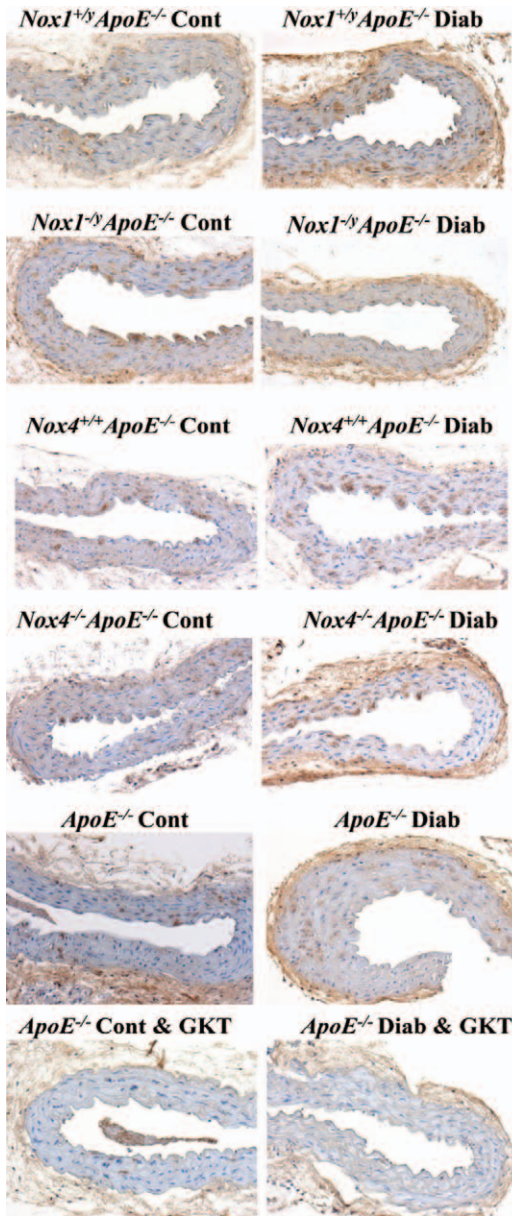 Nox1+/yApoE-/- Cont Nox1+/yApoE-/- Diab
Nox1-/yApoE-/- Cont Nox1-/yApoE-/- Diab
Nox4+/+ApoE-/- Cont Nox4+/+ApoE-/- Diab
Nox4-/-ApoE-/- Cont Nox4-/-ApoE-/- Diab
ApoE-/- Cont ApoE-/- Diab
ApoE-/- Cont & GKT ApoE-/- Diab & GKT